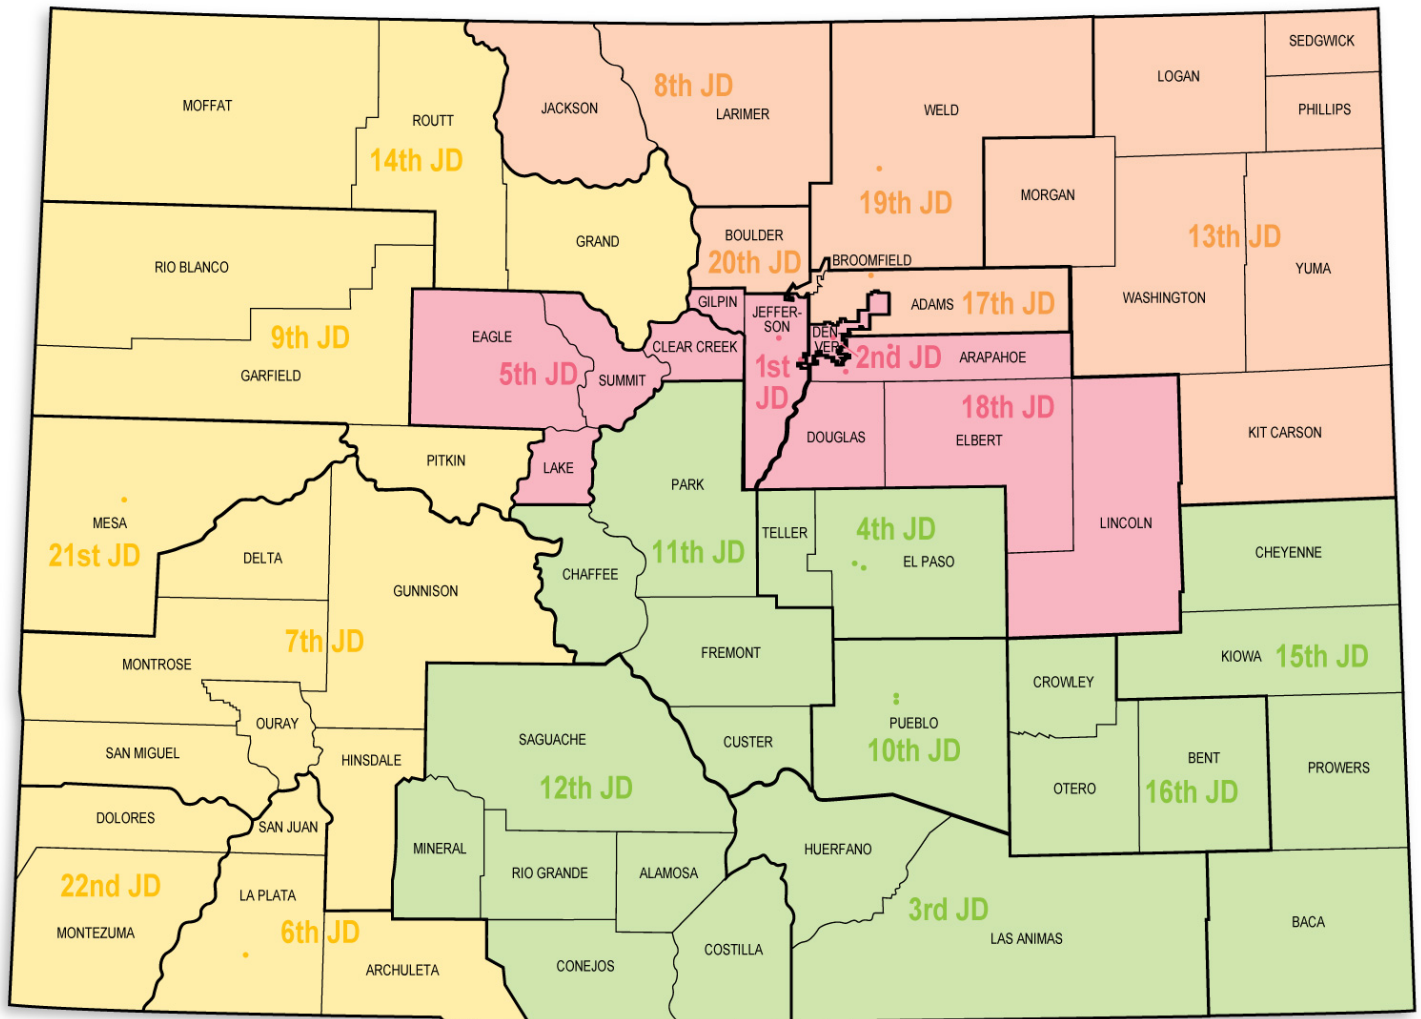 SEDGWICK
LOGAN
8th JD
MOFFAT
JACKSON
LARIMER
WELD
PHILLIPS
ROUTT
14th JD
19th JD
MORGAN
GRAND
BOULDER
20th JD
13th JD
RIO BLANCO
BROOMFIELD
YUMA
GILPIN
ADAMS
17th JD
WASHINGTON
JEFFER-
SON
9th JD
EAGLE
CLEAR CREEK
DEN
VER
2nd JD
ARAPAHOE
GARFIELD
5th JD
SUMMIT
1st
JD
18th JD
DOUGLAS
ELBERT
KIT CARSON
PITKIN
LAKE
PARK
MESA
21st JD
TELLER
4th JD
LINCOLN
DELTA
11th JD
EL PASO
CHEYENNE
CHAFFEE
GUNNISON
7th JD
MONTROSE
FREMONT
KIOWA
15th JD
CROWLEY
OURAY
PUEBLO
10th JD
SAN MIGUEL
HINSDALE
SAGUACHE
CUSTER
BENT
16th JD
PROWERS
12th JD
OTERO
DOLORES
SAN JUAN
MINERAL
HUERFANO
22nd JD
LA PLATA
RIO GRANDE
ALAMOSA
3rd JD
MONTEZUMA
6th JD
LAS ANIMAS
BACA
ARCHULETA
CONEJOS
COSTILLA